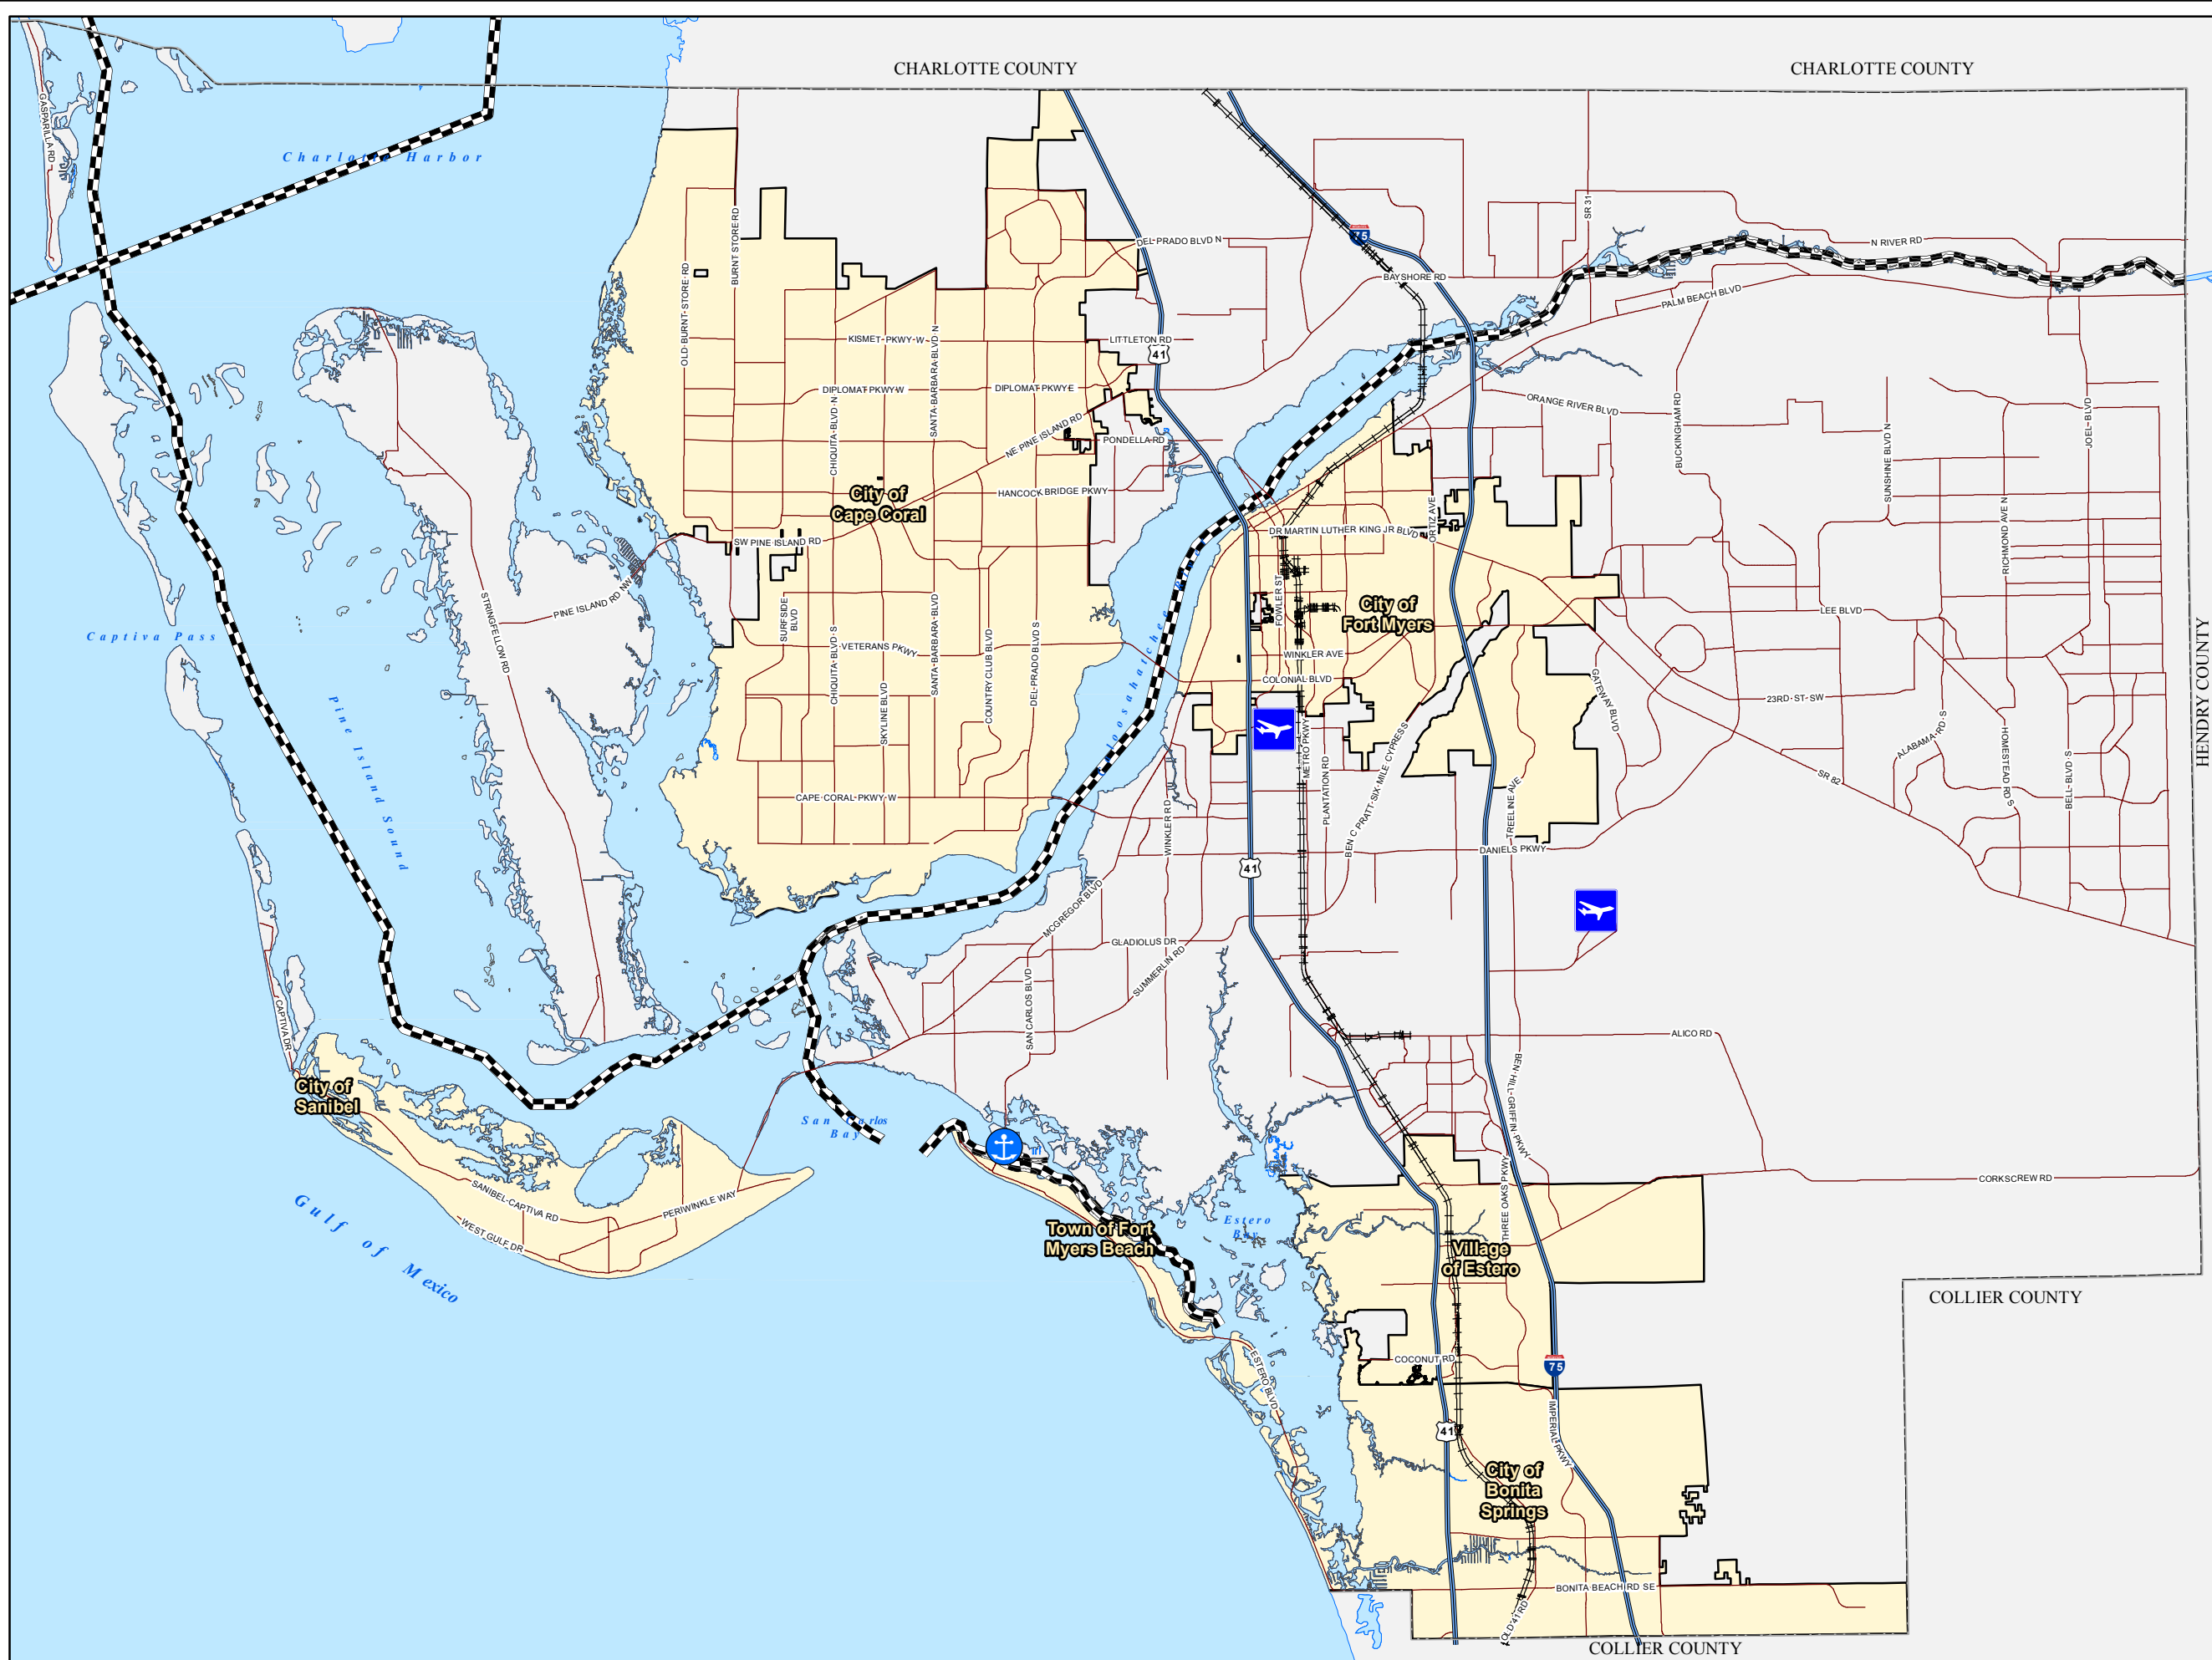 CHARLOTTE COUNTY
CHARLOTTE COUNTY
GASPARILLA RD
Charlotte Harbor
BURNT STORE RD
OLD BURNT STORE RD
SR 31
DEL PRADO BLVD N
75
N RIVER RD
BAYSHORE RD
PALM BEACH BLVD
KISMET PKWY W
SANTA BARBARA BLVD N
LITTLETON RD
41
DIPLOMAT PKWY W
DIPLOMAT PKWY E
CHIQUITA BLVD N
NE PINE ISLAND RD
PONDELLA RD
ORANGE RIVER BLVD
BUCKINGHAM RD
SUNSHINE BLVD N
JOEL BLVD
City of
Cape Coral
HANCOCK BRIDGE PKWY
ORTIZ AVE
RICHMOND AVE N
SW PINE ISLAND RD
DR MARTIN LUTHER KING JR BLVD
PINE ISLAND RD NW
STRINGFELLOW RD
SURFSIDE
BLVD
FOWLER ST
City of
Fort Myers
LEE BLVD
Captiva Pass
CHIQUITA BLVD S
VETERANS PKWY
SANTA BARBARA BLVD
COUNTRY CLUB BLVD
DEL PRADO BLVD S
WINKLER AVE
COLONIAL BLVD
GATEWAY BLVD
23RD ST SW
HENDRY COUNTY
SKYLINE BLVD
METRO PKWY
PLANTATION RD
BEN C PRATT-SIX MILE CYPRESS
ALABAMA RD S
HOMESTEAD RD S
BELL BLVD S
SR 82
Pine Island Sound
CAPE CORAL PKWY W
WINKLER RD
TREELINE AVE
DANIELS PKWY
41
MCGREGOR BLVD
GLADIOLUS DR
SUMMERLIN RD
SAN CARLOS BLVD
CAPTIVA DR
ALICO RD
BEN HILL GRIFFIN PKWY
City of
Sanibel
San Carlos
Bay
SANIBEL-CAPTIVA RD
PERIWINKLE WAY
WEST GULF DR
Gulf of Mexico
THREE OAKS PKWY
CORKSCREW RD
Town of Fort
Myers Beach
Estero
Bay
Village
of Estero
COLLIER COUNTY
ESTERO BLVD
COCONUT RD
75
41
IMPERIAL PKWY
City of
Bonita
Springs
BONITA BEACH RD SE
OLD 41 RD
COLLIER COUNTY